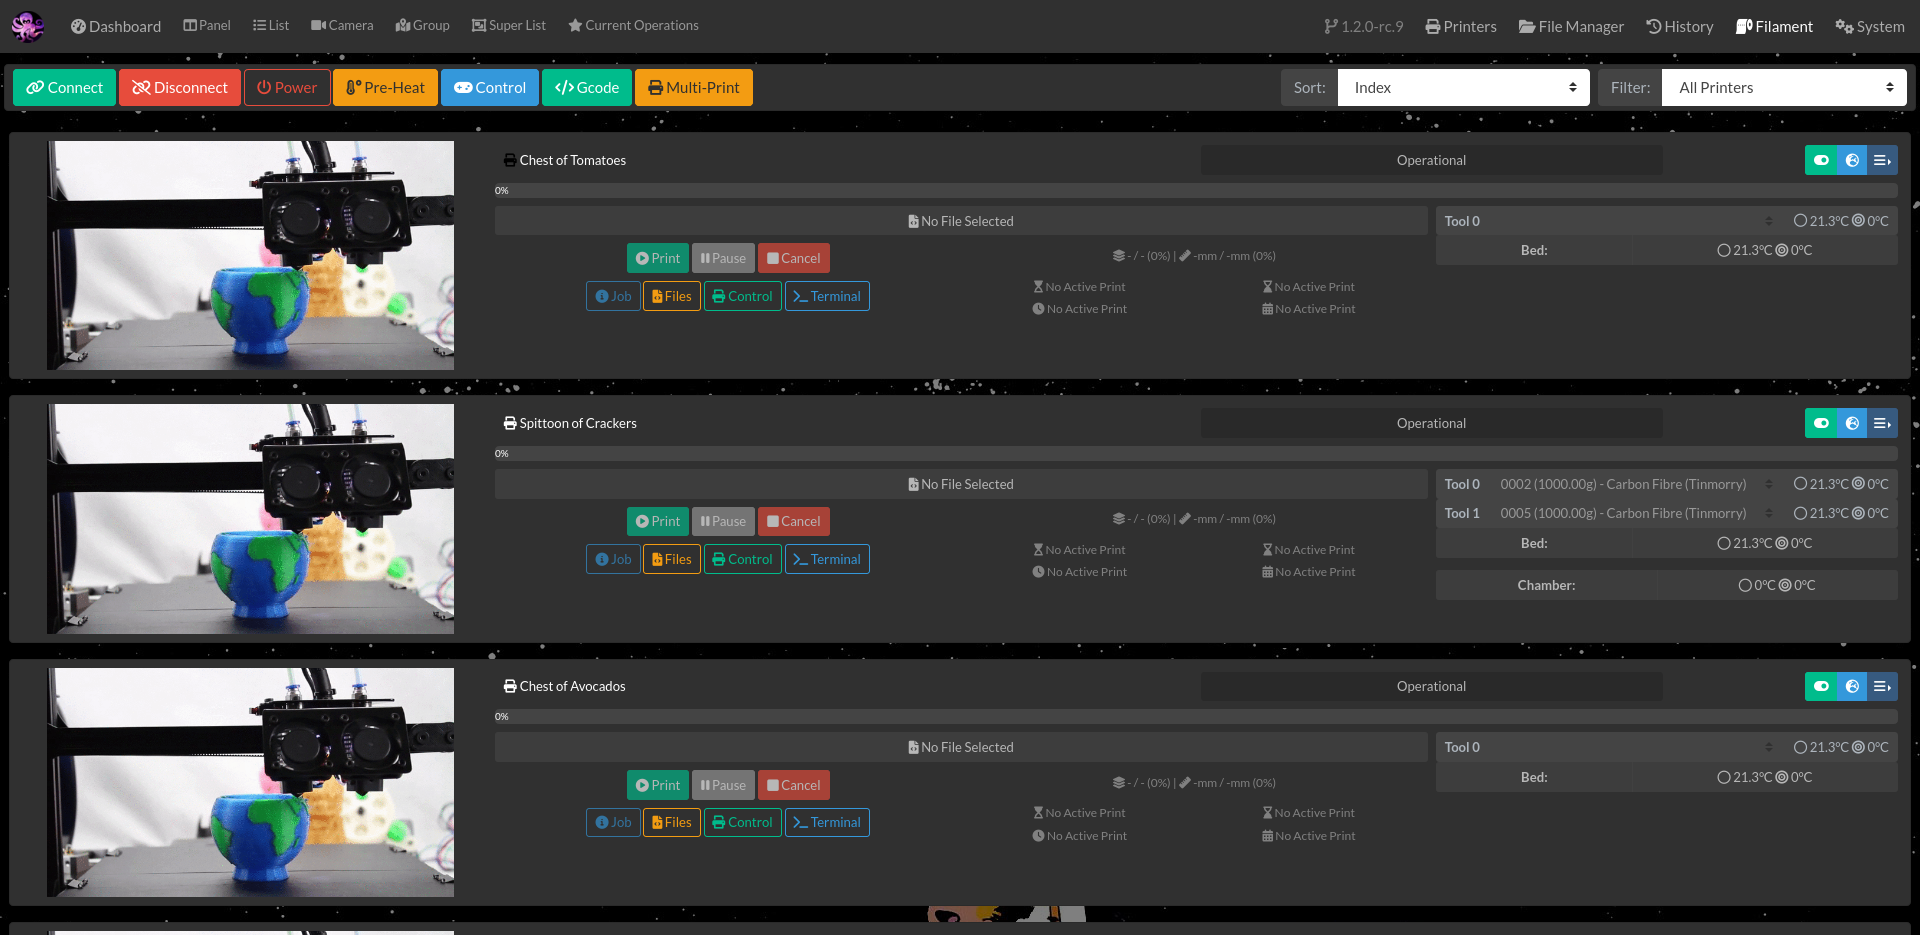 Dashboard Panel List Camera Group Super List Current Operations 1.2.0-rc.9 Printers File Manager History Filament System
Connect Disconnect Power Pre-Heat Control Gcode Multi-Print Sort: Index Filter: All Printers
Chest of Tomatoes Operational
0%
No File Selected Tool 0 21.3°C 0°C
Print Pause Cancel - / - (0%) | -mm / -mm (0%) Bed: 21.3°C 0°C
Job Files Control Terminal No Active Print No Active Print
No Active Print No Active Print
Spittoon of Crackers Operational
0%
No File Selected Tool 0 0002 (1000.00g) - Carbon Fibre (Tinmorry) 21.3°C 0°C
Print Pause Cancel - / - (0%) | -mm / -mm (0%) Tool 1 0005 (1000.00g) - Carbon Fibre (Tinmorry) 21.3°C 0°C
Job Files Control Terminal No Active Print No Active Print Bed: 21.3°C 0°C
No Active Print No Active Print Chamber: 0°C 0°C
Chest of Avocados Operational
0%
No File Selected Tool 0 21.3°C 0°C
Print Pause Cancel - / - (0%) | -mm / -mm (0%) Bed: 21.3°C 0°C
Job Files Control Terminal No Active Print No Active Print
No Active Print No Active Print